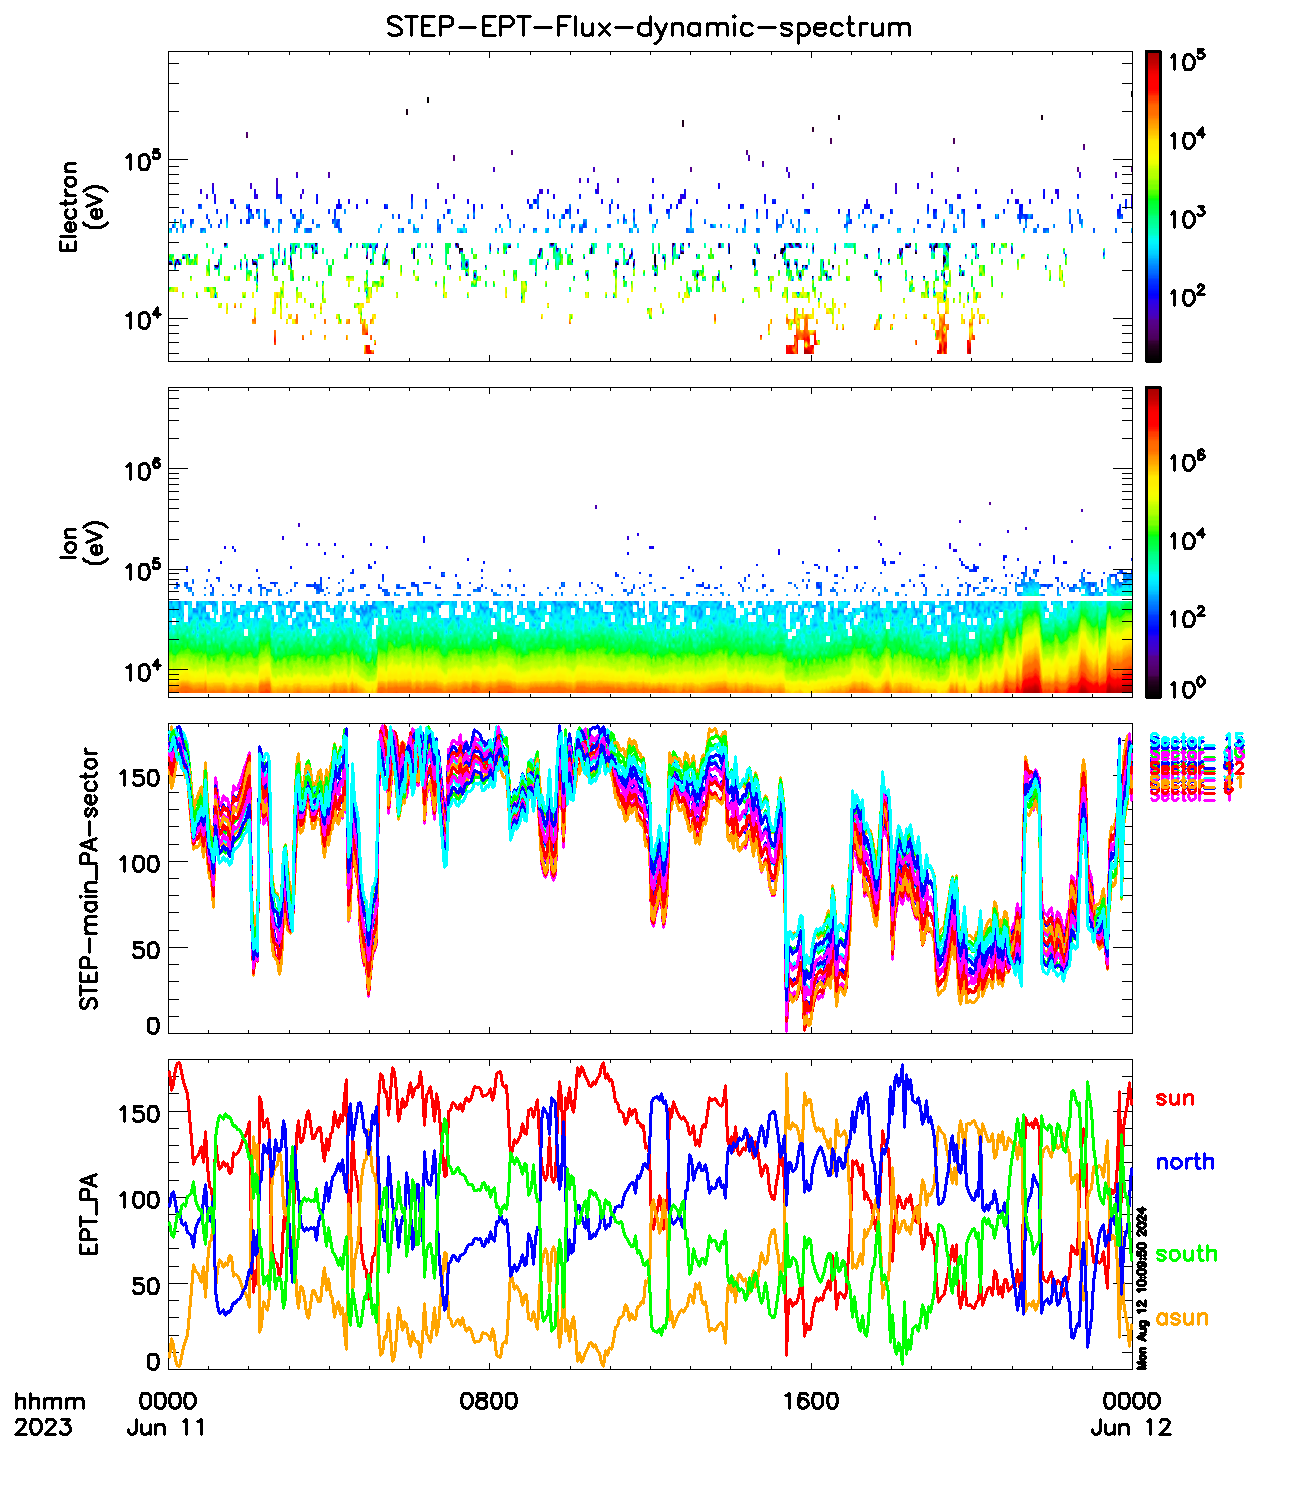 STEP-EPT-Flux-dynamic-spectrum
Electron
(eV)
10^5
10^4
10^5
10^4
10^3
10^2
Ion
(eV)
10^6
10^5
10^4
10^6
10^4
10^2
10^0
STEP-main_PA-sector
150
100
50
0
Sector_ 15
Sector_ 1
EPT_PA
150
100
50
0
sun
north
south
asun
Mon Aug 12 10:09:50 2024
hhmm
2023
0000
0800
1600
0000
Jun 11
Jun 12